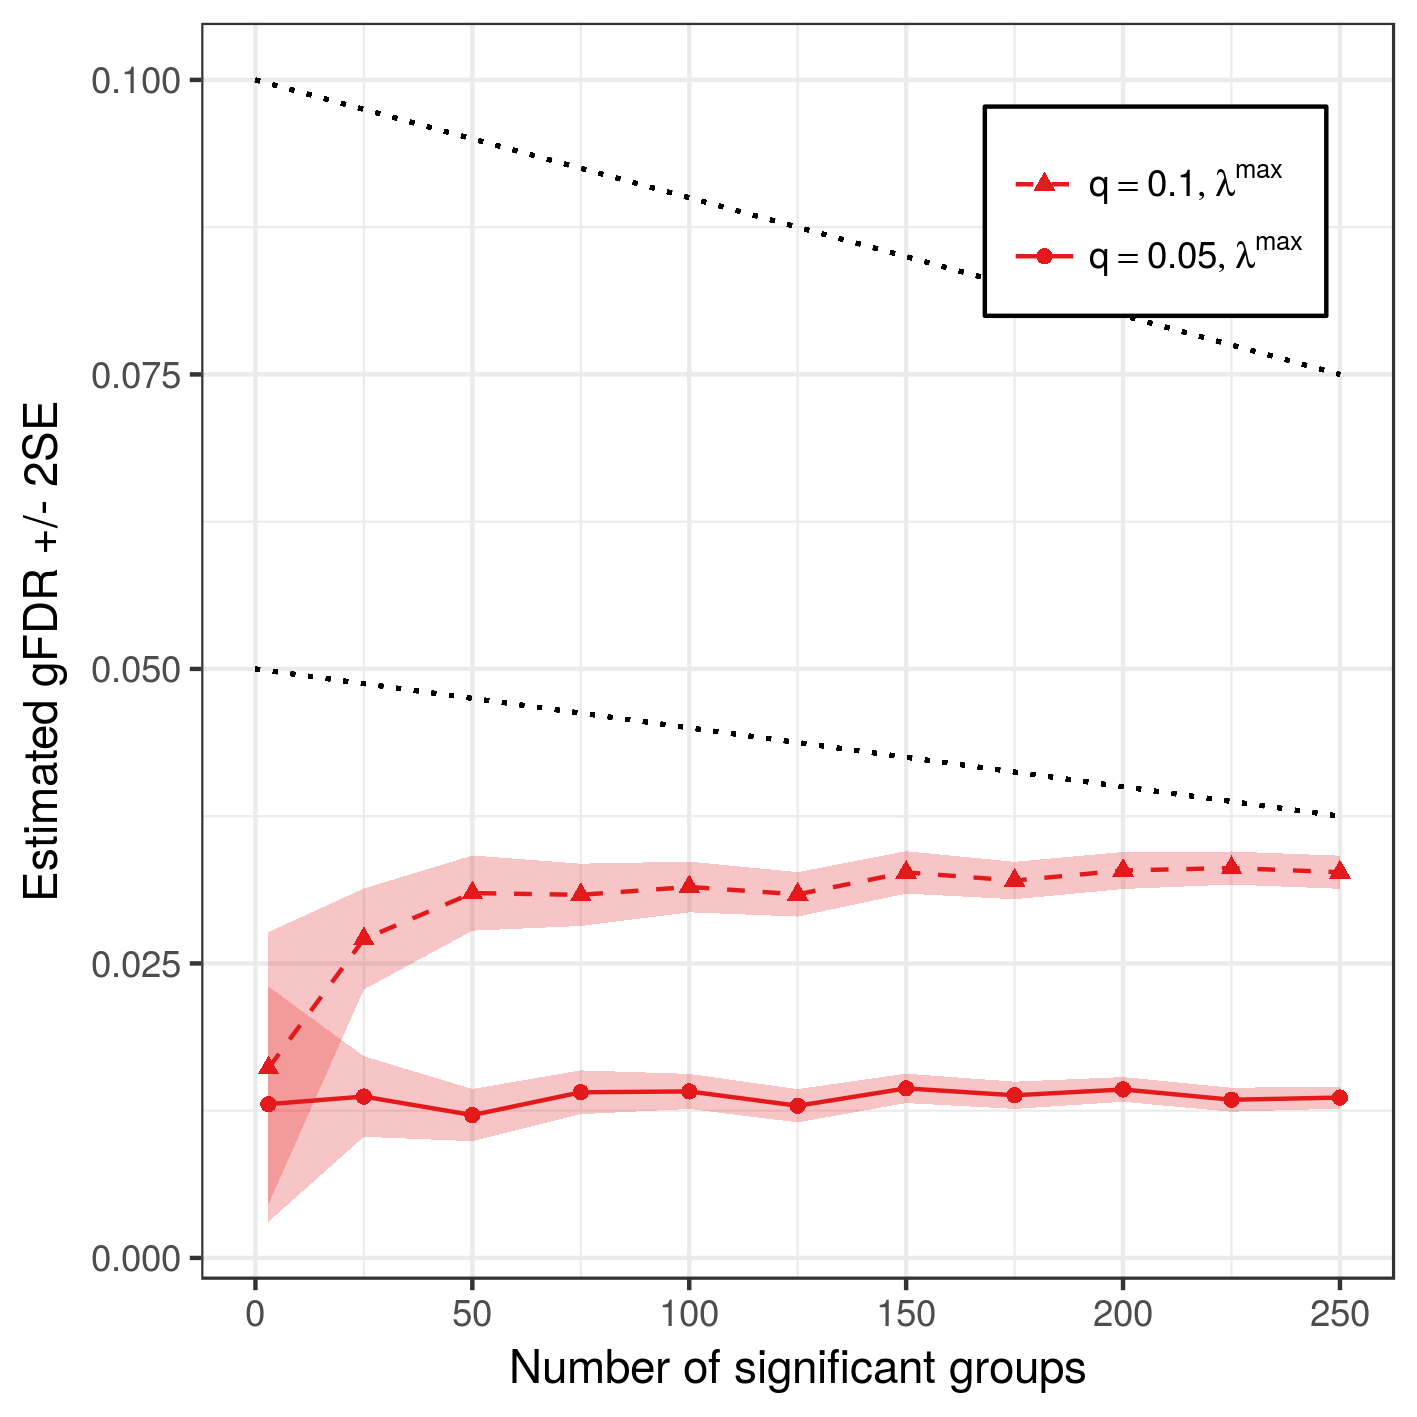 0.100
0.075
0.050
0.025
0.000
Estimated gFDR +/- 2SE
q = 0.1, λ^max
q = 0.05, λ^max
0 50 100 150 200 250
Number of significant groups